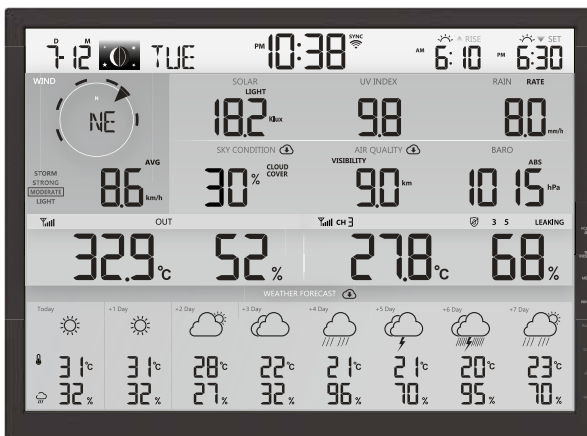 D M
7-12 TUE PM 10:38 SYNC AM RISE 6:10 PM SET 6:30
WIND SOLAR UV INDEX RAIN RATE
N LIGHT
NE 18.2 Klux 9.8 8.0 mm/h
SKY CONDITION AIR QUALITY BARO
AVG CLOUD COVER VISIBILITY ABS
STORM
STRONG
MODERATE
LIGHT
8.6 km/h 30 % 9.0 km 1015 hPa
OUT CH 3 3 5 LEAKING
32.9 °C 52 % 27.8 °C 68 %
WEATHER FORECAST
Today +1 Day +2 Day +3 Day +4 Day +5 Day +6 Day +7 Day
31°C 31°C 28°C 22°C 21°C 21°C 20°C 23°C
32% 32% 27% 32% 96% 70% 95% 70%